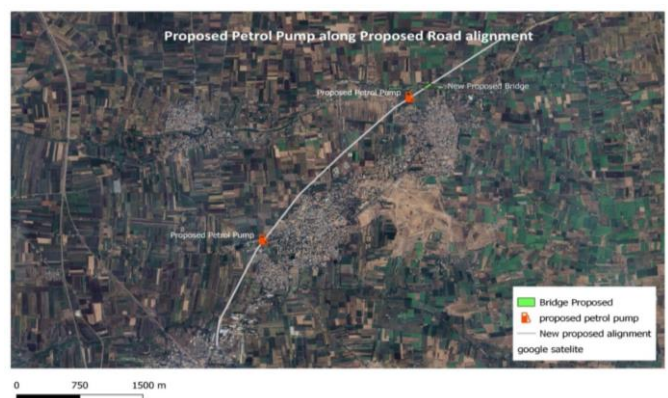 Proposed Petrol Pump along Proposed Road alignment
Proposed Petrol Pump
New Proposed Bridge
Proposed Petrol Pump
Bridge Proposed
proposed petrol pump
New proposed alignment
google satelite
0 750 1500 m